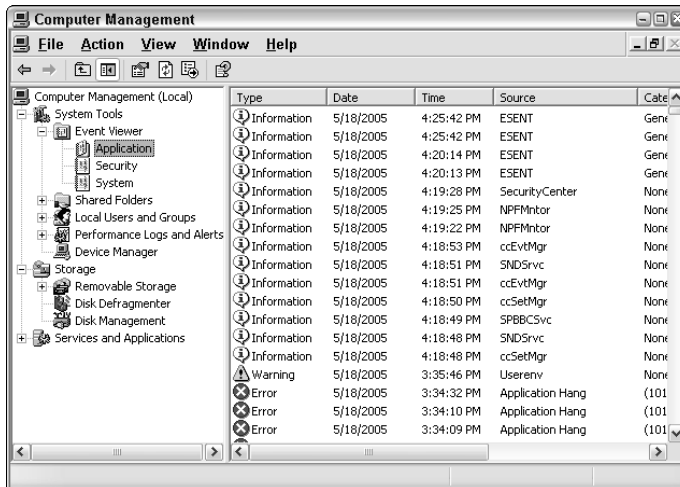 Computer Management
File Action View Window Help
Computer Management (Local)
System Tools
Event Viewer
Application
Security
System
Shared Folders
Local Users and Groups
Performance Logs and Alerts
Device Manager
Storage
Removable Storage
Disk Defragmenter
Disk Management
Services and Applications
Type Date Time Source Cate
Information 5/18/2005 4:25:42 PM ESENT Gene
Information 5/18/2005 4:25:42 PM ESENT Gene
Information 5/18/2005 4:20:14 PM ESENT Gene
Information 5/18/2005 4:20:13 PM ESENT Gene
Information 5/18/2005 4:19:28 PM SecurityCenter None
Information 5/18/2005 4:19:25 PM NPFMntor None
Information 5/18/2005 4:19:22 PM NPFMntor None
Information 5/18/2005 4:18:53 PM ccEvtMgr None
Information 5/18/2005 4:18:51 PM SNDSrvc None
Information 5/18/2005 4:18:51 PM ccEvtMgr None
Information 5/18/2005 4:18:50 PM ccSetMgr None
Information 5/18/2005 4:18:49 PM SPBBCSvc None
Information 5/18/2005 4:18:48 PM SNDSrvc None
Information 5/18/2005 4:18:48 PM ccSetMgr None
Warning 5/18/2005 3:35:46 PM Userenv None
Error 5/18/2005 3:34:32 PM Application Hang (101
Error 5/18/2005 3:34:10 PM Application Hang (101
Error 5/18/2005 3:34:09 PM Application Hang (101